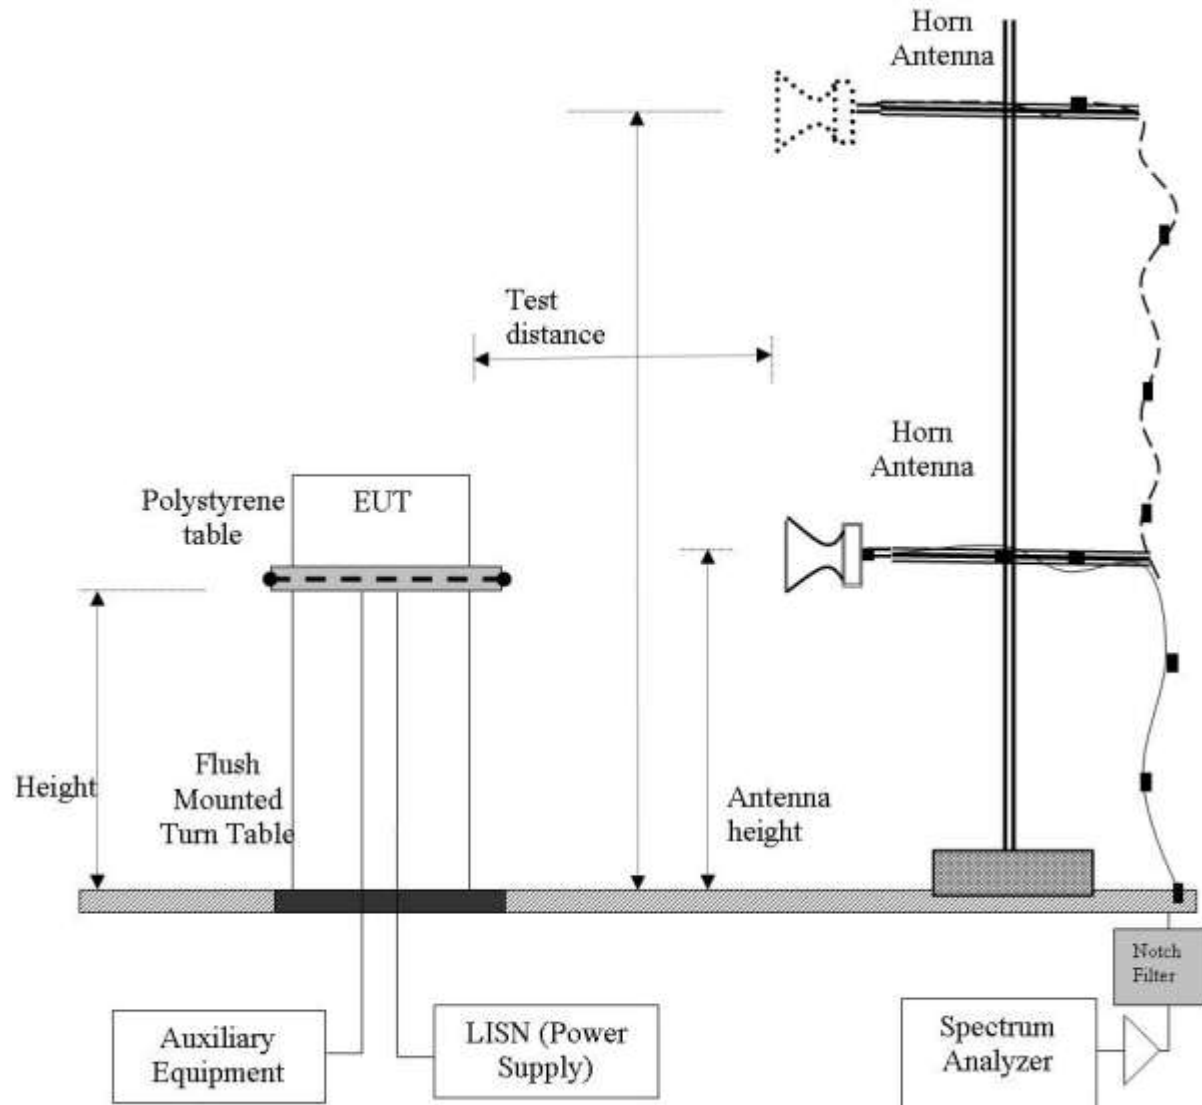 Horn
Antenna
Test
distance
Horn
Antenna
Polystyrene
table
EUT
Height
Flush
Mounted
Turn Table
Antenna
height
Notch
Filter
Auxiliary
Equipment
LISN (Power
Supply)
Spectrum
Analyzer